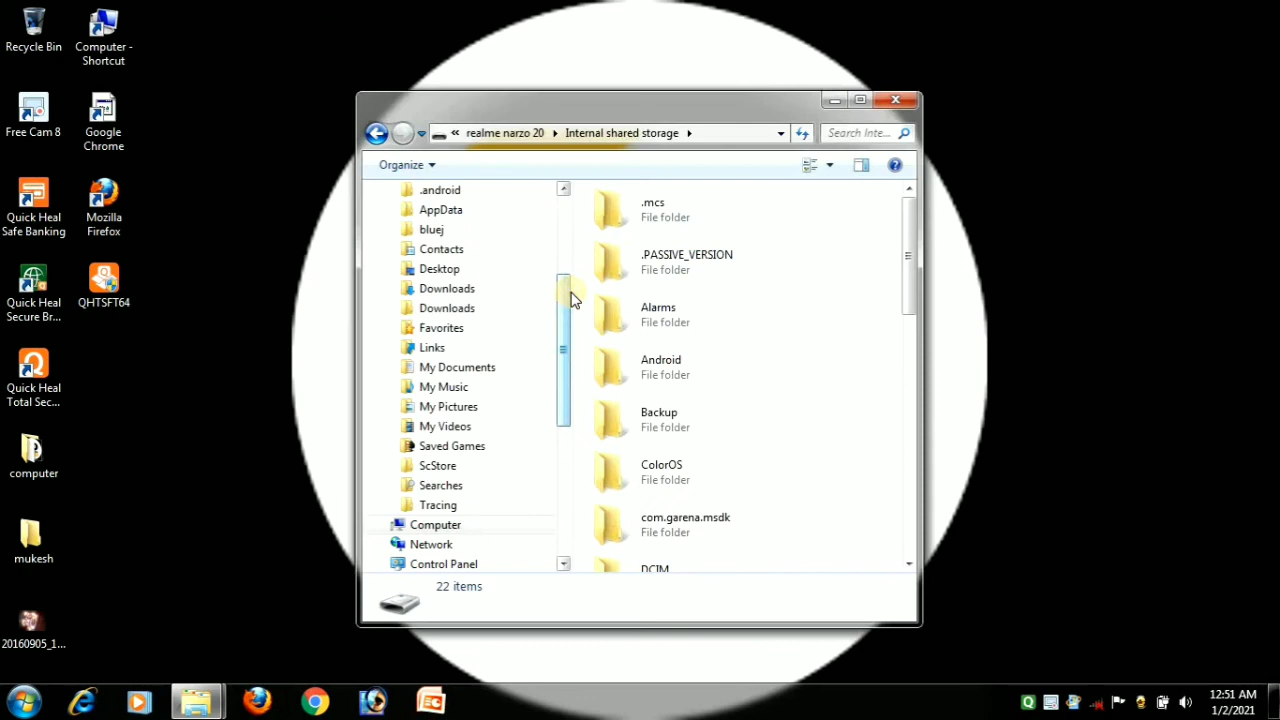 Recycle Bin
Computer -
Shortcut
Free Cam 8
Google
Chrome
Quick Heal
Safe Banking
Mozilla
Firefox
Quick Heal
Secure Br...
QHTSFT64
Quick Heal
Total Sec...
computer
mukesh
20160905_1...
realme narzo 20
Internal shared storage
Search Inte...
Organize
.android
AppData
bluej
Contacts
Desktop
Downloads
Downloads
Favorites
Links
My Documents
My Music
My Pictures
My Videos
Saved Games
ScStore
Searches
Tracing
Computer
Network
Control Panel
.mcs
File folder
.PASSIVE_VERSION
File folder
Alarms
File folder
Android
File folder
Backup
File folder
ColorOS
File folder
com.garena.msdk
File folder
DCIM
22 items
12:51 AM
1/2/2021